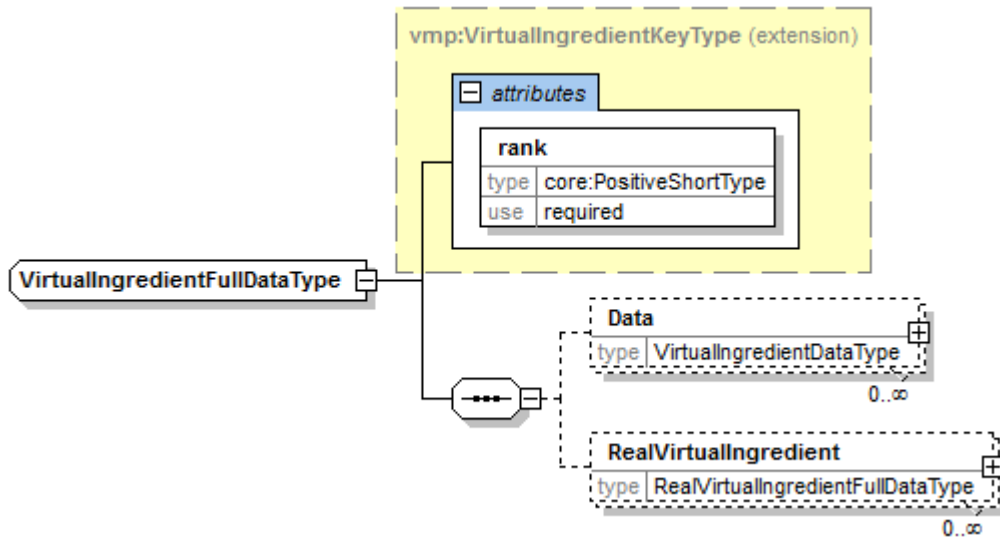 vmp:VirtualIngredientKeyType (extension)
attributes
rank
type core:PositiveShortType
use required
VirtualIngredientFullDataType
Data
type VirtualIngredientDataType
0..∞
RealVirtualIngredient
type RealVirtualIngredientFullDataType
0..∞